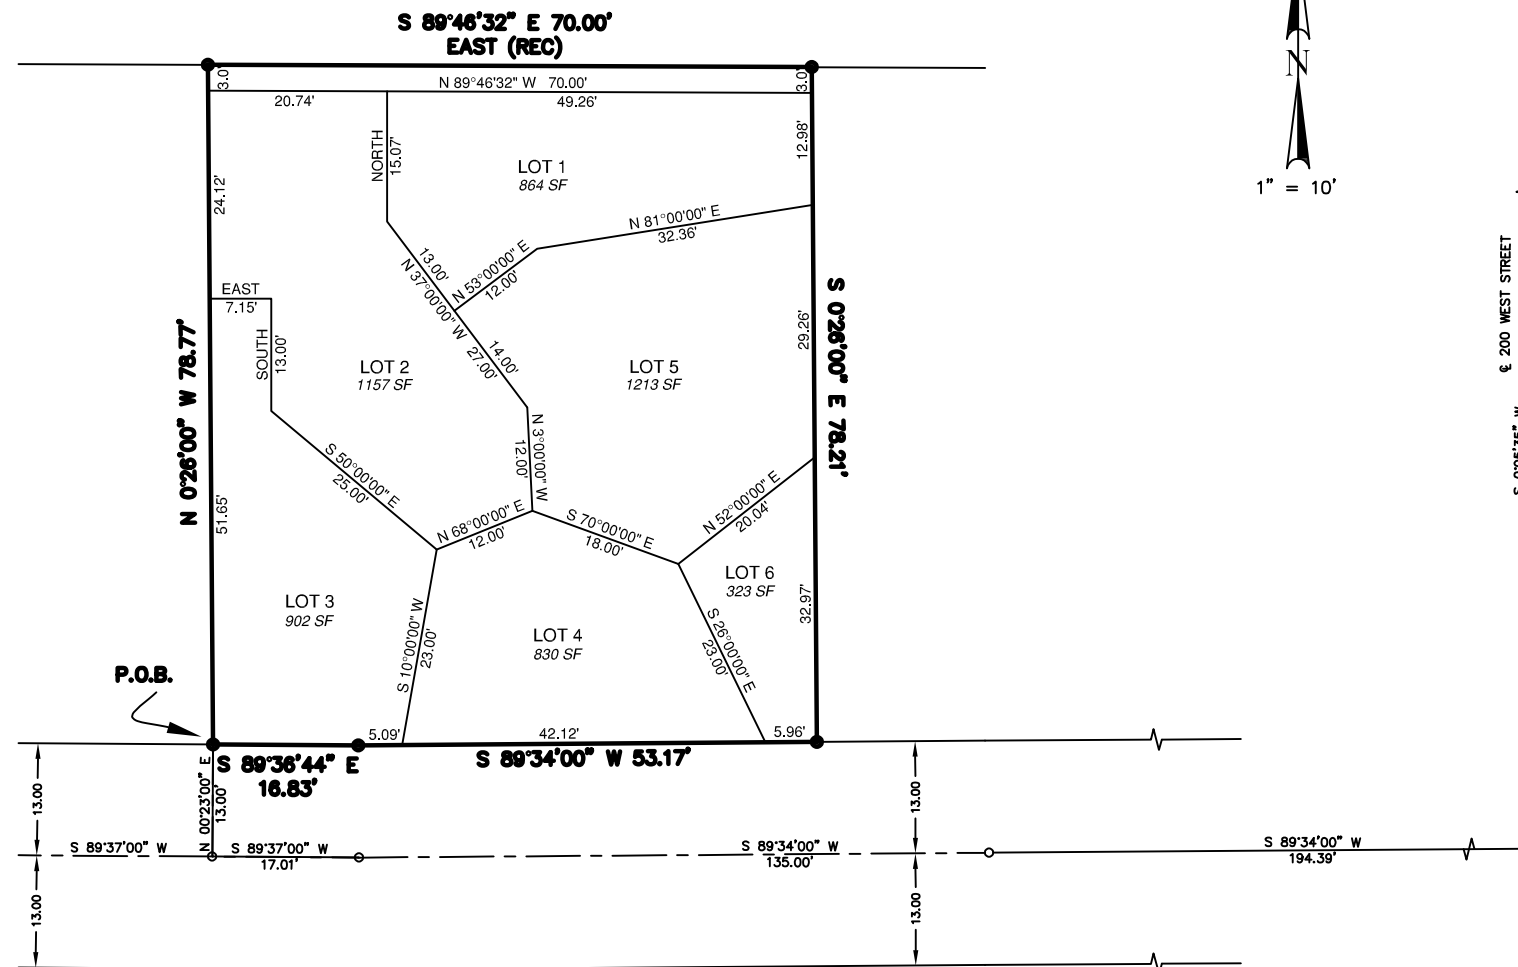 S 89°46'32" E 70.00'
EAST (REC)
3.0'
N 89°46'32" W 70.00'
3.0'
20.74'
49.26'
N
1" = 10'
NORTH
15.07'
12.98'
LOT 1
864 SF
24.12'
N 81°00'00" E
32.36'
13.00'
N 37°00'00" W
27.00'
14.00'
N 53°00'00" E
12.00'
EAST
7.15'
SOUTH
13.00'
29.26'
S 0°26'00" E 78.21'
N 0°26'00" W 78.77'
LOT 2
1157 SF
LOT 5
1213 SF
℄ 200 WEST STREET
N 3°00'00" W
12.00'
S 50°00'00" E
25.00'
51.65'
N 68°00'00" E
12.00'
S 70°00'00" E
18.00'
N 52°00'00" E
20.04'
LOT 6
323 SF
32.97'
LOT 3
902 SF
S 10°00'00" W
23.00'
LOT 4
830 SF
S 26°00'00" E
23.00'
P.O.B.
5.09'
42.12'
5.96'
S 89°36'44" E
16.83'
S 89°34'00" W 53.17'
13.00
N 00°23'00" E
13.00'
13.00
S 89°37'00" W
S 89°37'00" W
17.01'
S 89°34'00" W
135.00'
S 89°34'00" W
194.39'
13.00
13.00